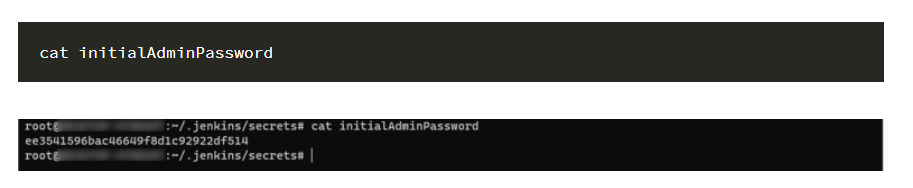 cat initialAdminPassword
root@ :~/.jenkins/secrets# cat initialAdminPassword
ee3541596bac46649f8d1c92922df514
root@ :~/.jenkins/secrets#